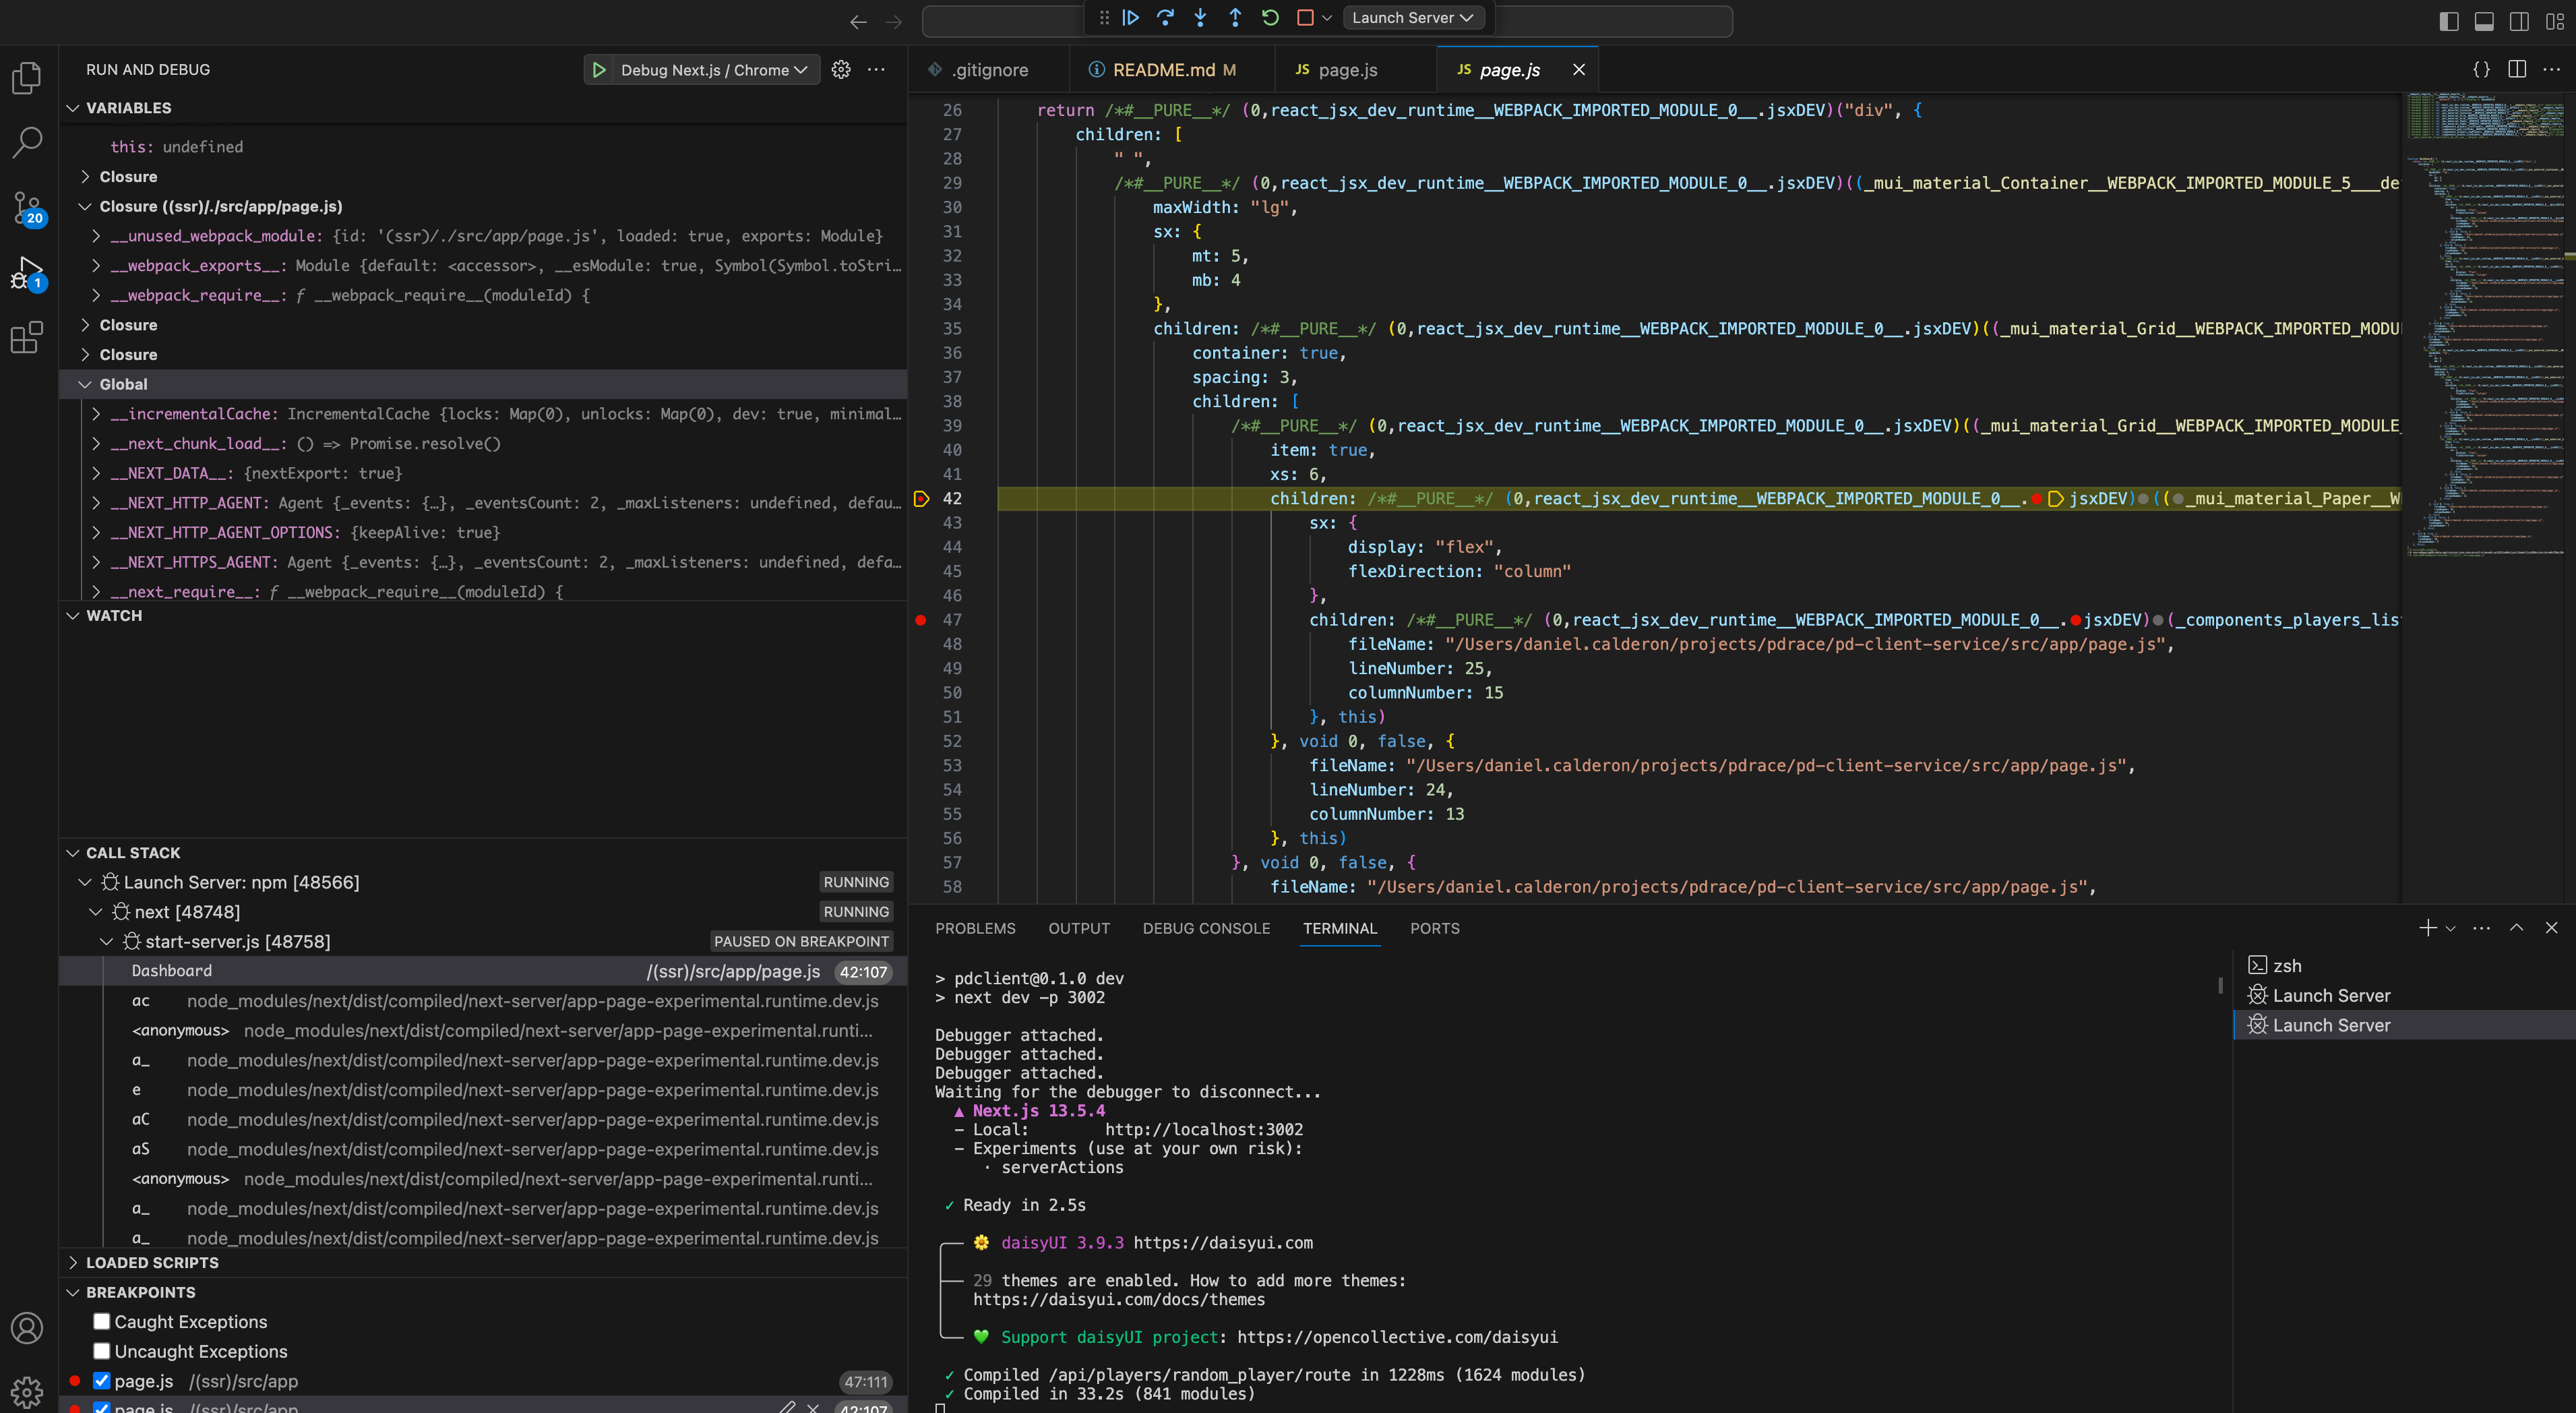 Launch Server
RUN AND DEBUG
Debug Next.js / Chrome
VARIABLES
this: undefined
Closure
Closure ((ssr)/./src/app/page.js)
__unused_webpack_module: {id: '(ssr)/./src/app/page.js', loaded: true, exports: Module}
__webpack_exports__: Module {default: <accessor>, __esModule: true, Symbol(Symbol.toStri…
__webpack_require__: ƒ __webpack_require__(moduleId) {
Closure
Closure
Global
__incrementalCache: IncrementalCache {locks: Map(0), unlocks: Map(0), dev: true, minimal…
__next_chunk_load__: () => Promise.resolve()
__NEXT_DATA__: {nextExport: true}
__NEXT_HTTP_AGENT: Agent {_events: {…}, _eventsCount: 2, _maxListeners: undefined, defau…
__NEXT_HTTP_AGENT_OPTIONS: {keepAlive: true}
__NEXT_HTTPS_AGENT: Agent {_events: {…}, _eventsCount: 2, _maxListeners: undefined, defa…
__next_require__: ƒ __webpack_require__(moduleId) {
WATCH
CALL STACK
Launch Server: npm [48566] RUNNING
next [48748] RUNNING
start-server.js [48758] PAUSED ON BREAKPOINT
Dashboard /(ssr)/src/app/page.js 42:107
ac node_modules/next/dist/compiled/next-server/app-page-experimental.runtime.dev.js
<anonymous> node_modules/next/dist/compiled/next-server/app-page-experimental.runti…
a_ node_modules/next/dist/compiled/next-server/app-page-experimental.runtime.dev.js
e node_modules/next/dist/compiled/next-server/app-page-experimental.runtime.dev.js
aC node_modules/next/dist/compiled/next-server/app-page-experimental.runtime.dev.js
aS node_modules/next/dist/compiled/next-server/app-page-experimental.runtime.dev.js
<anonymous> node_modules/next/dist/compiled/next-server/app-page-experimental.runti…
a_ node_modules/next/dist/compiled/next-server/app-page-experimental.runtime.dev.js
a_ node_modules/next/dist/compiled/next-server/app-page-experimental.runtime.dev.js
LOADED SCRIPTS
BREAKPOINTS
Caught Exceptions
Uncaught Exceptions
page.js /(ssr)/src/app 47:111
page.js /(ssr)/src/app 42:107
20
1
.gitignore README.md M JS page.js JS page.js
26 return /*#__PURE__*/ (0,react_jsx_dev_runtime__WEBPACK_IMPORTED_MODULE_0__.jsxDEV)("div", {
27 children: [
28 " ",
29 /*#__PURE__*/ (0,react_jsx_dev_runtime__WEBPACK_IMPORTED_MODULE_0__.jsxDEV)((_mui_material_Container__WEBPACK_IMPORTED_MODULE_5___de
30 maxWidth: "lg",
31 sx: {
32 mt: 5,
33 mb: 4
34 },
35 children: /*#__PURE__*/ (0,react_jsx_dev_runtime__WEBPACK_IMPORTED_MODULE_0__.jsxDEV)((_mui_material_Grid__WEBPACK_IMPORTED_MODU
36 container: true,
37 spacing: 3,
38 children: [
39 /*#__PURE__*/ (0,react_jsx_dev_runtime__WEBPACK_IMPORTED_MODULE_0__.jsxDEV)((_mui_material_Grid__WEBPACK_IMPORTED_MODULE_
40 item: true,
41 xs: 6,
42 children: /*#__PURE__*/ (0,react_jsx_dev_runtime__WEBPACK_IMPORTED_MODULE_0__.jsxDEV)((_mui_material_Paper__W
43 sx: {
44 display: "flex",
45 flexDirection: "column"
46 },
47 children: /*#__PURE__*/ (0,react_jsx_dev_runtime__WEBPACK_IMPORTED_MODULE_0__.jsxDEV)(_components_players_lis
48 fileName: "/Users/daniel.calderon/projects/pdrace/pd-client-service/src/app/page.js",
49 lineNumber: 25,
50 columnNumber: 15
51 }, this)
52 }, void 0, false, {
53 fileName: "/Users/daniel.calderon/projects/pdrace/pd-client-service/src/app/page.js",
54 lineNumber: 24,
55 columnNumber: 13
56 }, this)
57 }, void 0, false, {
58 fileName: "/Users/daniel.calderon/projects/pdrace/pd-client-service/src/app/page.js",
PROBLEMS OUTPUT DEBUG CONSOLE TERMINAL PORTS
> pdclient@0.1.0 dev
> next dev -p 3002
Debugger attached.
Debugger attached.
Debugger attached.
Waiting for the debugger to disconnect...
▲ Next.js 13.5.4
- Local: http://localhost:3002
- Experiments (use at your own risk):
· serverActions
✓ Ready in 2.5s
🌼 daisyUI 3.9.3 https://daisyui.com
29 themes are enabled. How to add more themes:
https://daisyui.com/docs/themes
💚 Support daisyUI project: https://opencollective.com/daisyui
✓ Compiled /api/players/random_player/route in 1228ms (1624 modules)
✓ Compiled in 33.2s (841 modules)
zsh
Launch Server
Launch Server